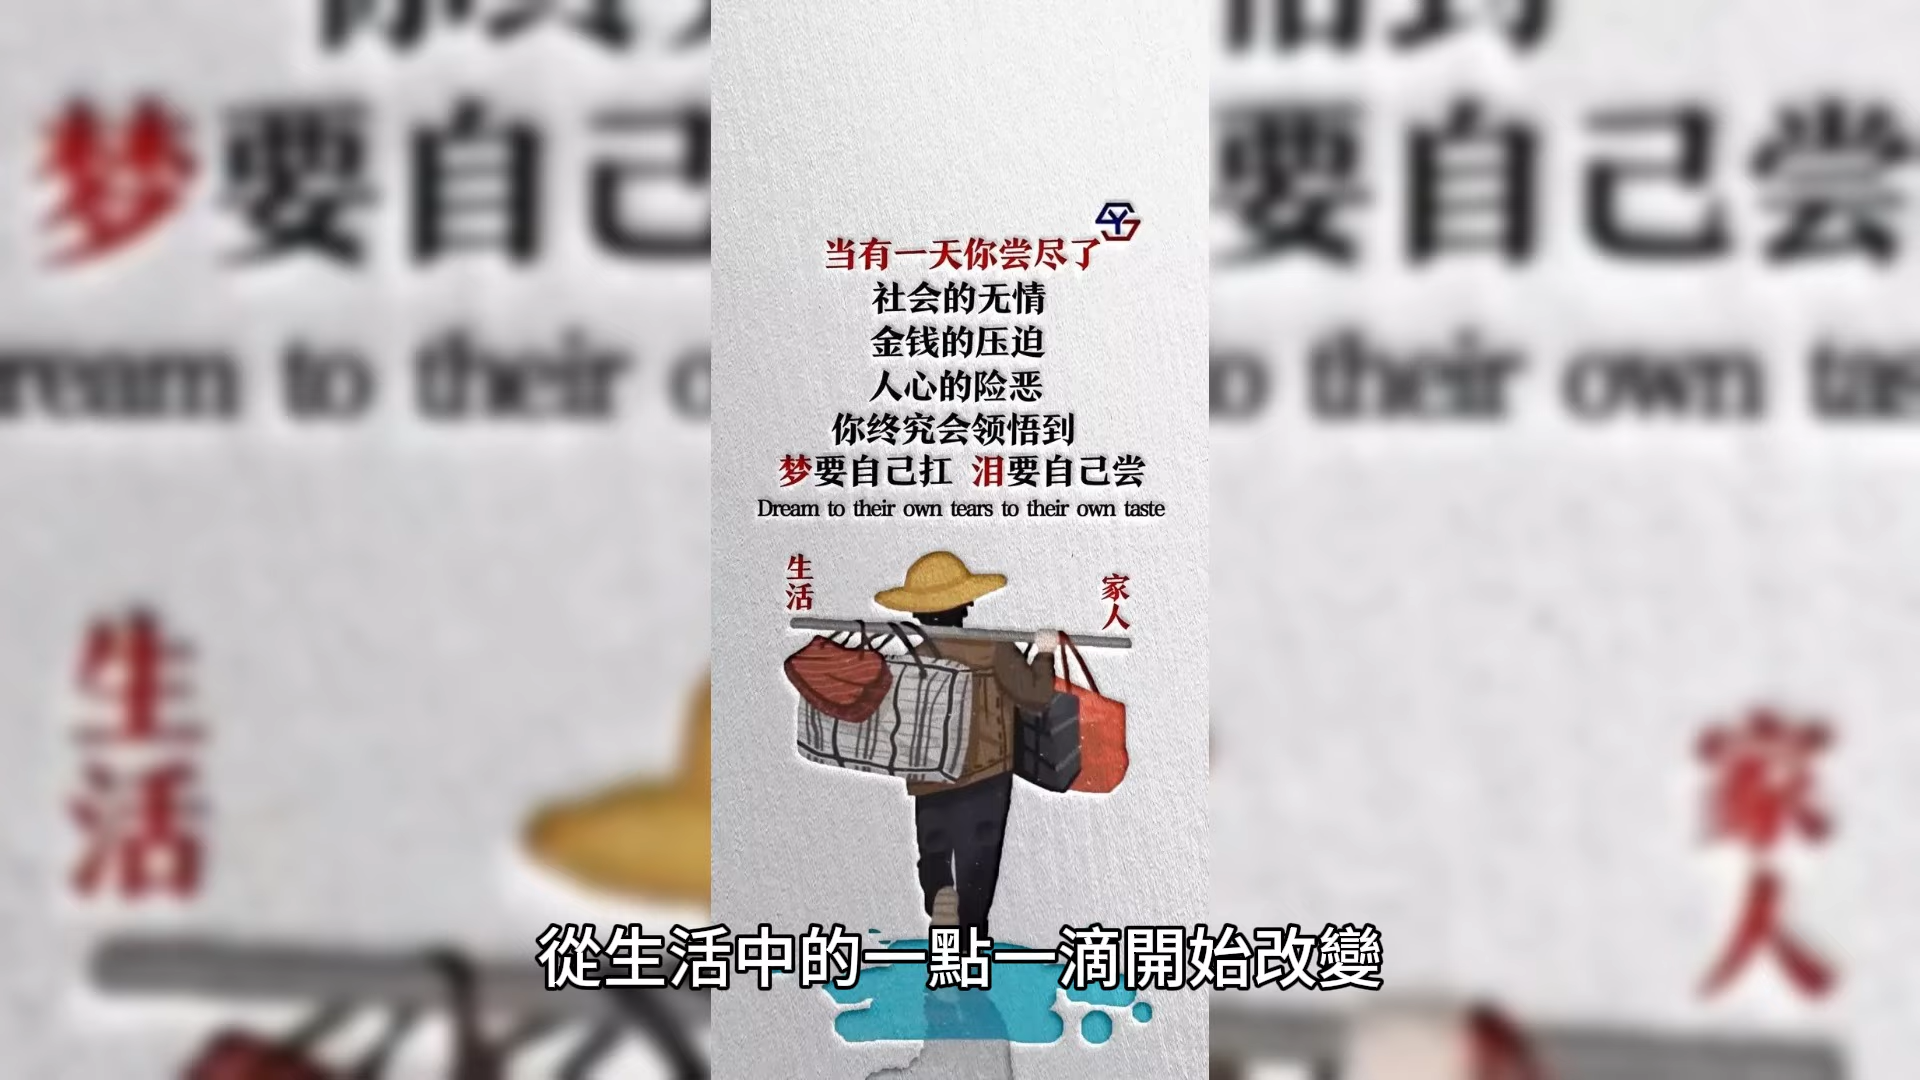 当有一天你尝尽了
社会的无情
金钱的压迫
人心的险恶
你终究会领悟到
梦要自己扛 泪要自己尝
Dream to their own tears to their own taste
生活
家人
從生活中的一點一滴開始改變